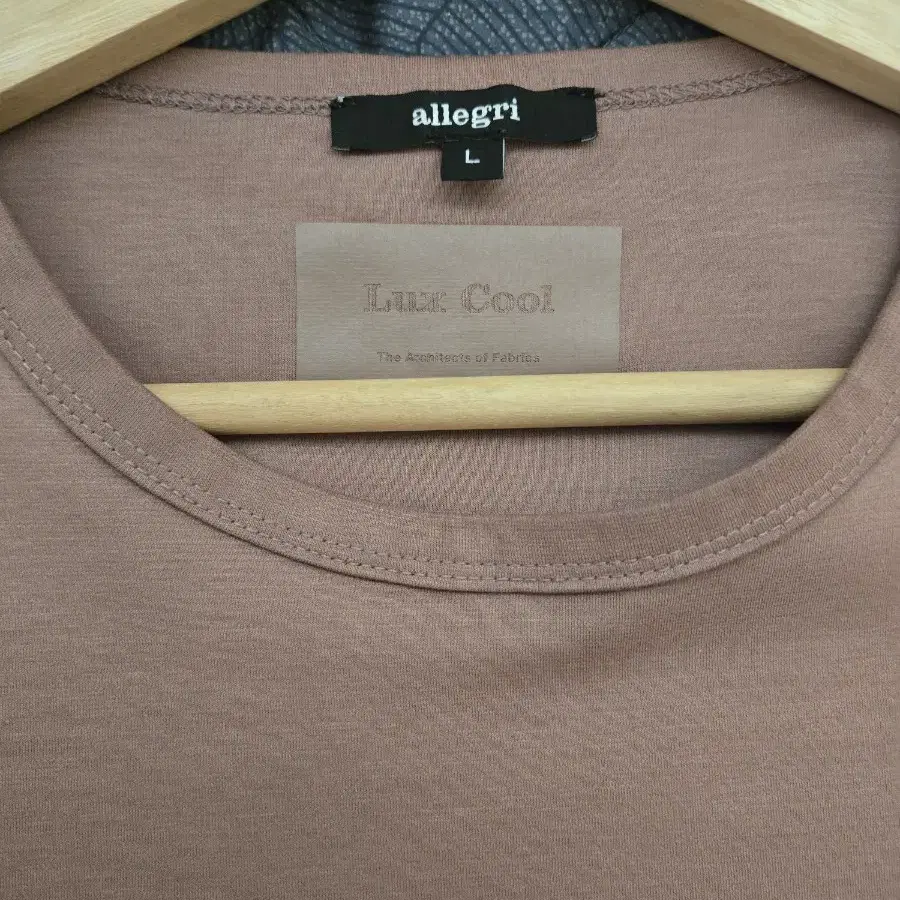 allegri
L
Lux Cool
The Architects of Fabrics